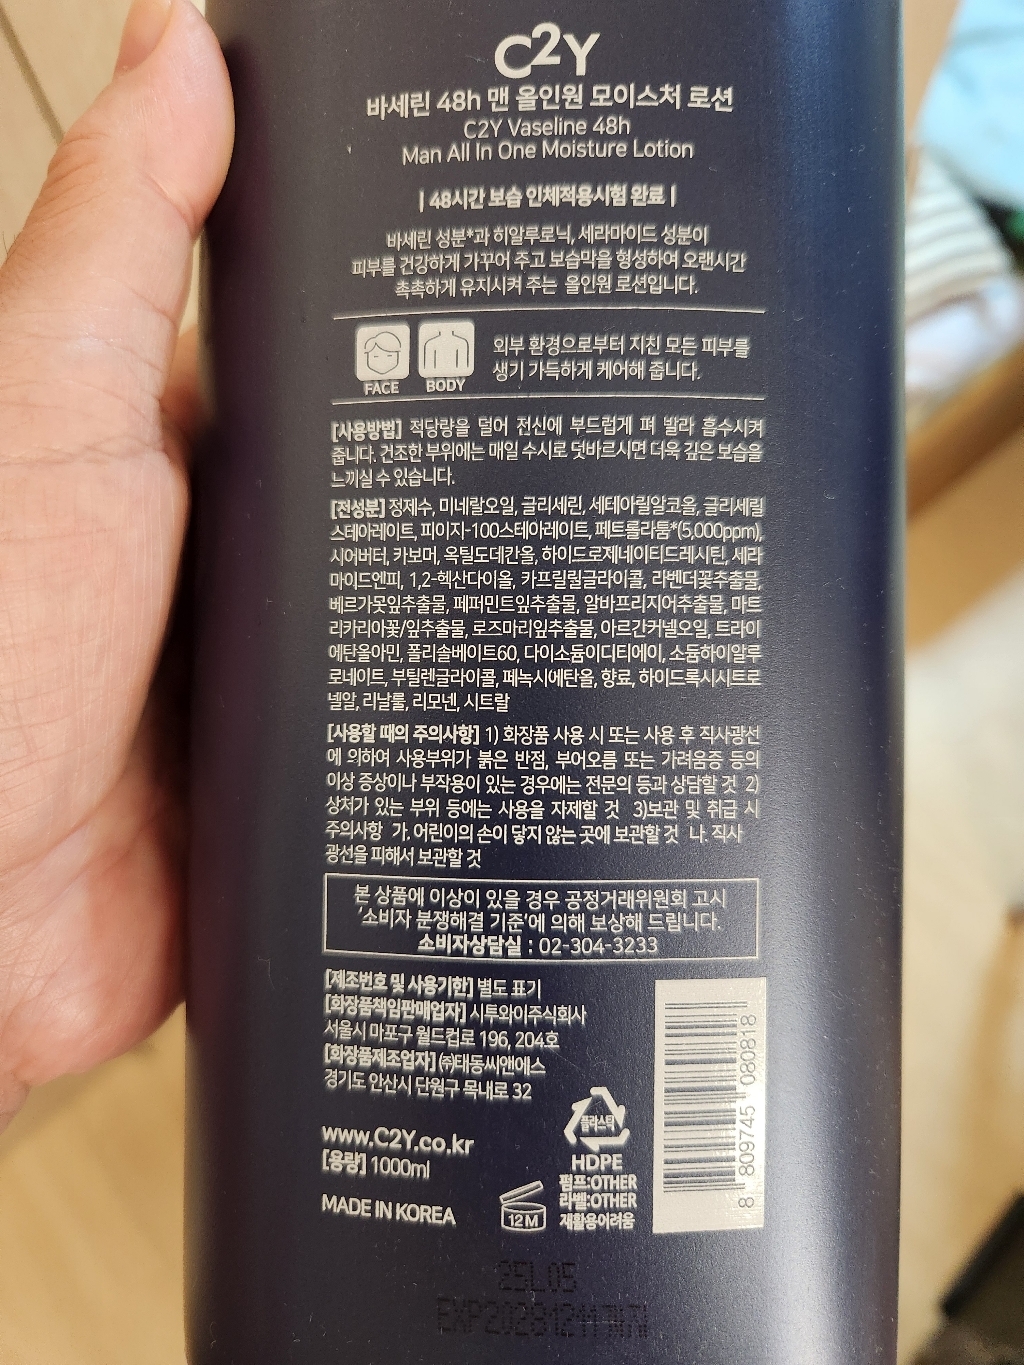 C2Y
바세린 48h 맨 올인원 모이스처 로션
C2Y Vaseline 48h
Man All In One Moisture Lotion
| 48시간 보습 인체적용시험 완료 |
바세린 성분*과 히알루로닉, 세라마이드 성분이
피부를 건강하게 가꾸어 주고 보습막을 형성하여 오랜시간
촉촉하게 유지시켜 주는 올인원 로션입니다.
FACE BODY
외부 환경으로부터 지친 모든 피부를
생기 가득하게 케어해 줍니다.
[사용방법] 적당량을 덜어 전신에 부드럽게 펴 발라 흡수시켜
줍니다. 건조한 부위에는 매일 수시로 덧바르시면 더욱 깊은 보습을
느끼실 수 있습니다.
[전성분] 정제수, 미네랄오일, 글리세린, 세테아릴알코올, 글리세릴
스테아레이트, 피이지-100스테아레이트, 페트롤라툼*(5,000ppm),
시어버터, 카보머, 옥틸도데칸올, 하이드로제네이티드레시틴, 세라
마이드엔피, 1,2-헥산다이올, 카프릴릴글라이콜, 라벤더꽃추출물,
베르가못잎추출물, 페퍼민트잎추출물, 알바프리지어추출물, 마트
리카리아꽃/잎추출물, 로즈마리잎추출물, 아르간커넬오일, 트라이
에탄올아민, 폴리솔베이트60, 다이소듐이디티에이, 소듐하이알루
로네이트, 부틸렌글라이콜, 페녹시에탄올, 향료, 하이드록시시트로
넬알, 리날룰, 리모넨, 시트랄
[사용할 때의 주의사항] 1) 화장품 사용 시 또는 사용 후 직사광선
에 의하여 사용부위가 붉은 반점, 부어오름 또는 가려움증 등의
이상 증상이나 부작용이 있는 경우에는 전문의 등과 상담할 것 2)
상처가 있는 부위 등에는 사용을 자제할 것 3)보관 및 취급 시
주의사항 가. 어린이의 손이 닿지 않는 곳에 보관할 것 나. 직사
광선을 피해서 보관할 것
본 상품에 이상이 있을 경우 공정거래위원회 고시
'소비자 분쟁해결 기준'에 의해 보상해 드립니다.
소비자상담실 : 02-304-3233
[제조번호 및 사용기한] 별도 표기
[화장품책임판매업자] 시투와이주식회사
서울시 마포구 월드컵로 196, 204호
[화장품제조업자] ㈜태동씨앤에스
경기도 안산시 단원구 목내로 32
www.C2Y.co.kr
[용량] 1000ml
MADE IN KOREA
12M
플라스틱
HDPE
펌프:OTHER
라벨:OTHER
재활용어려움
8 809745 080818
25L05
EXP20281211까지